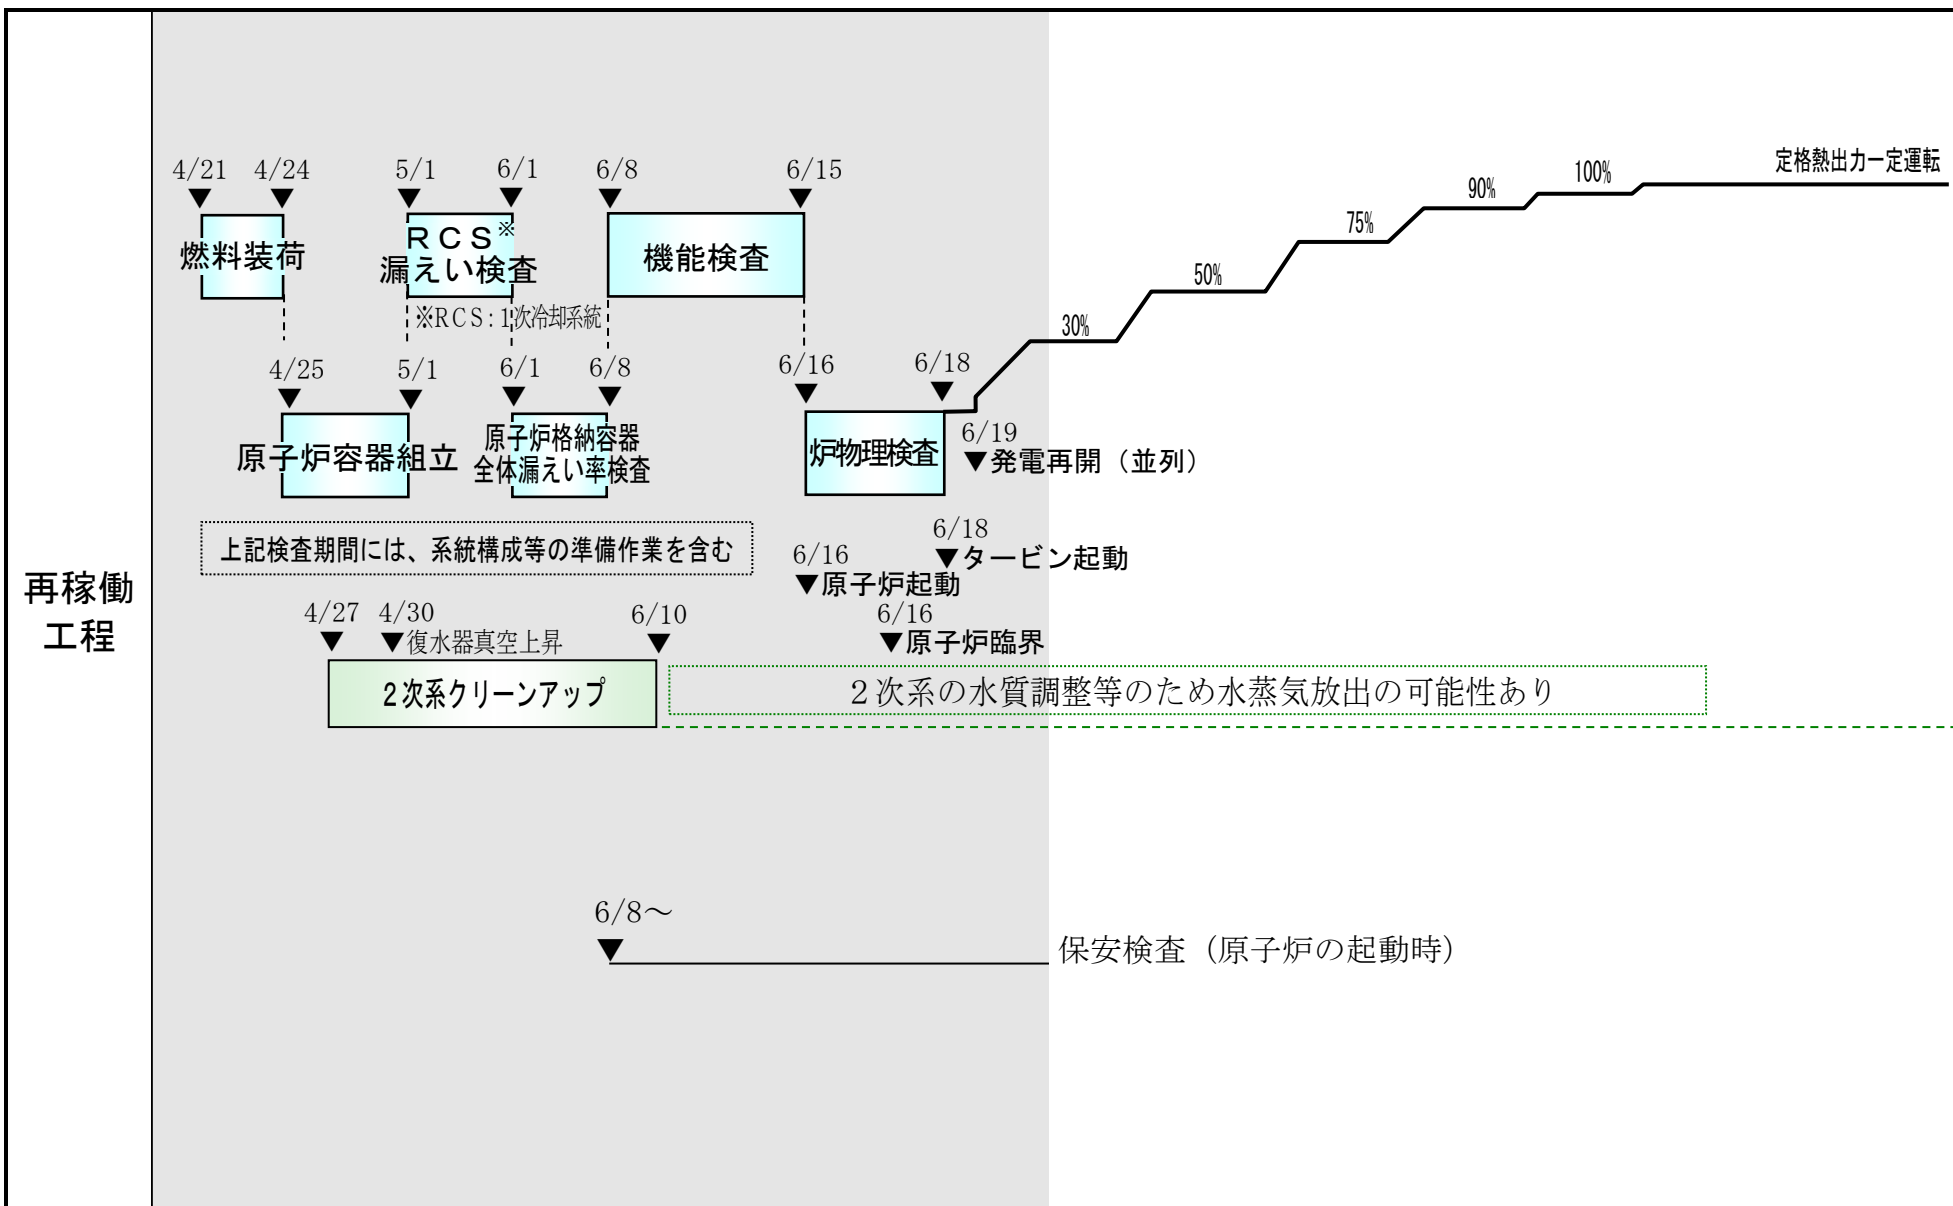 再稼働
工程
4/21
4/24
5/1
6/1
6/8
6/15
燃料装荷
ＲＣＳ※
漏えい検査
機能検査
※ＲＣＳ：１次冷却系統
4/25
5/1
6/1
6/8
6/16
6/18
原子炉容器組立
原子炉格納容器
全体漏えい率検査
炉物理検査
30%
50%
75%
90%
100%
定格熱出力一定運転
6/19
▼発電再開（並列）
上記検査期間には、系統構成等の準備作業を含む
6/18
▼タービン起動
6/16
▼原子炉起動
6/16
▼原子炉臨界
4/27
4/30
▼復水器真空上昇
6/10
２次系クリーンアップ
２次系の水質調整等のため水蒸気放出の可能性あり
6/8～
保安検査（原子炉の起動時）